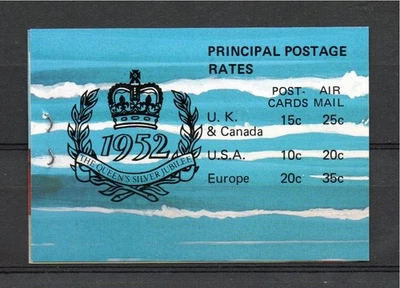 PRINCIPAL POSTAGE
RATES
POST- AIR
CARDS MAIL
U. K. 15c 25c
& Canada
U.S.A. 10c 20c
Europe 20c 35c
1952
THE QUEEN'S SILVER JUBILEE